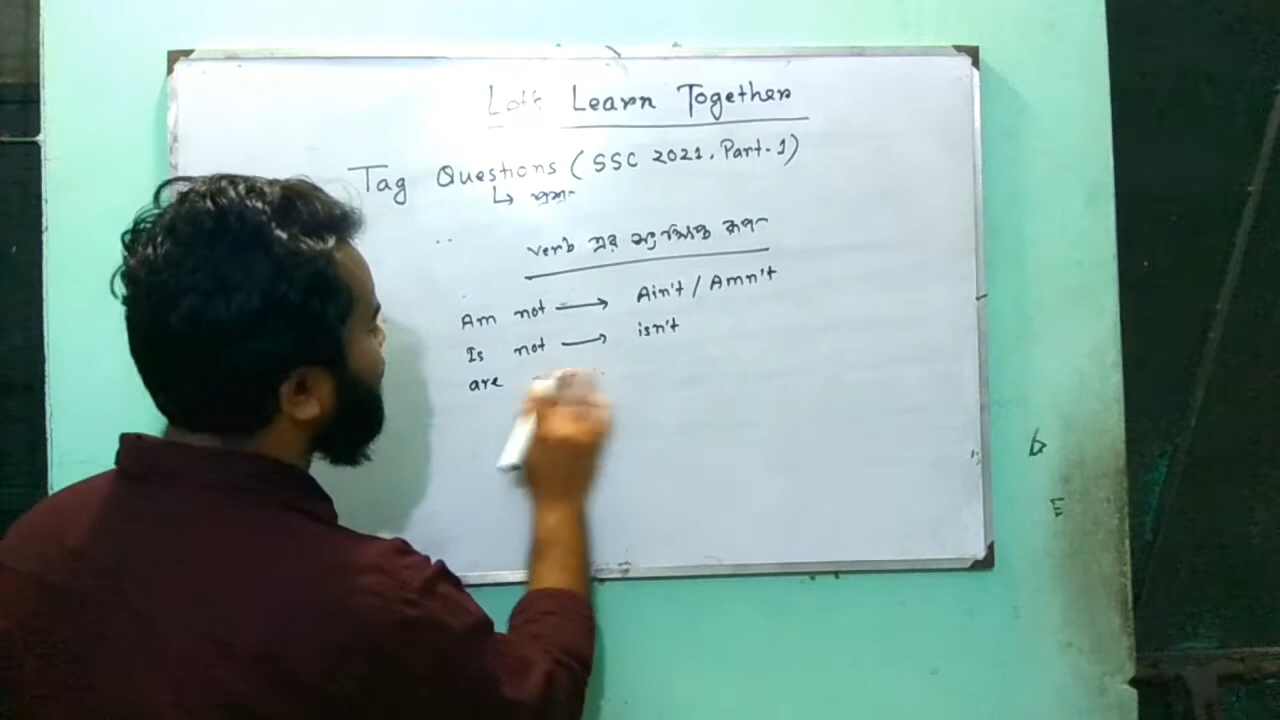 Let's Learn Together
Tag Questions (SSC 2021, Part-1)
↳ প্রশ্ন
verb এর সংক্ষিপ্ত রূপ
Am not → Ain't / Amn't
Is not → isn't
are